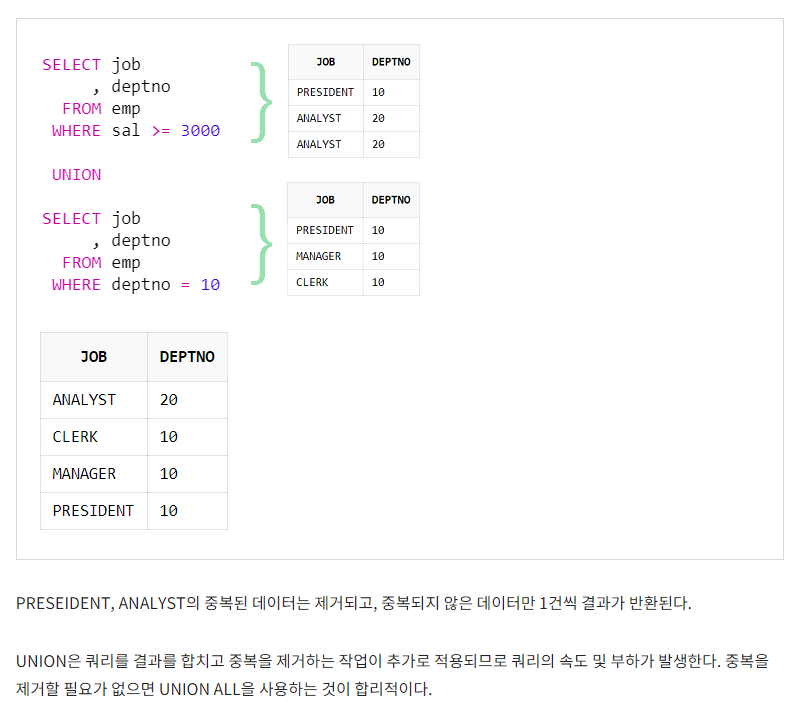 SELECT job
, deptno
FROM emp
WHERE sal >= 3000
JOB DEPTNO
PRESIDENT 10
ANALYST 20
ANALYST 20
UNION
SELECT job
, deptno
FROM emp
WHERE deptno = 10
JOB DEPTNO
PRESIDENT 10
MANAGER 10
CLERK 10
JOB DEPTNO
ANALYST 20
CLERK 10
MANAGER 10
PRESIDENT 10
PRESEIDENT, ANALYST의 중복된 데이터는 제거되고, 중복되지 않은 데이터만 1건씩 결과가 반환된다.
UNION은 쿼리를 결과를 합치고 중복을 제거하는 작업이 추가로 적용되므로 쿼리의 속도 및 부하가 발생한다. 중복을
제거할 필요가 없으면 UNION ALL을 사용하는 것이 합리적이다.